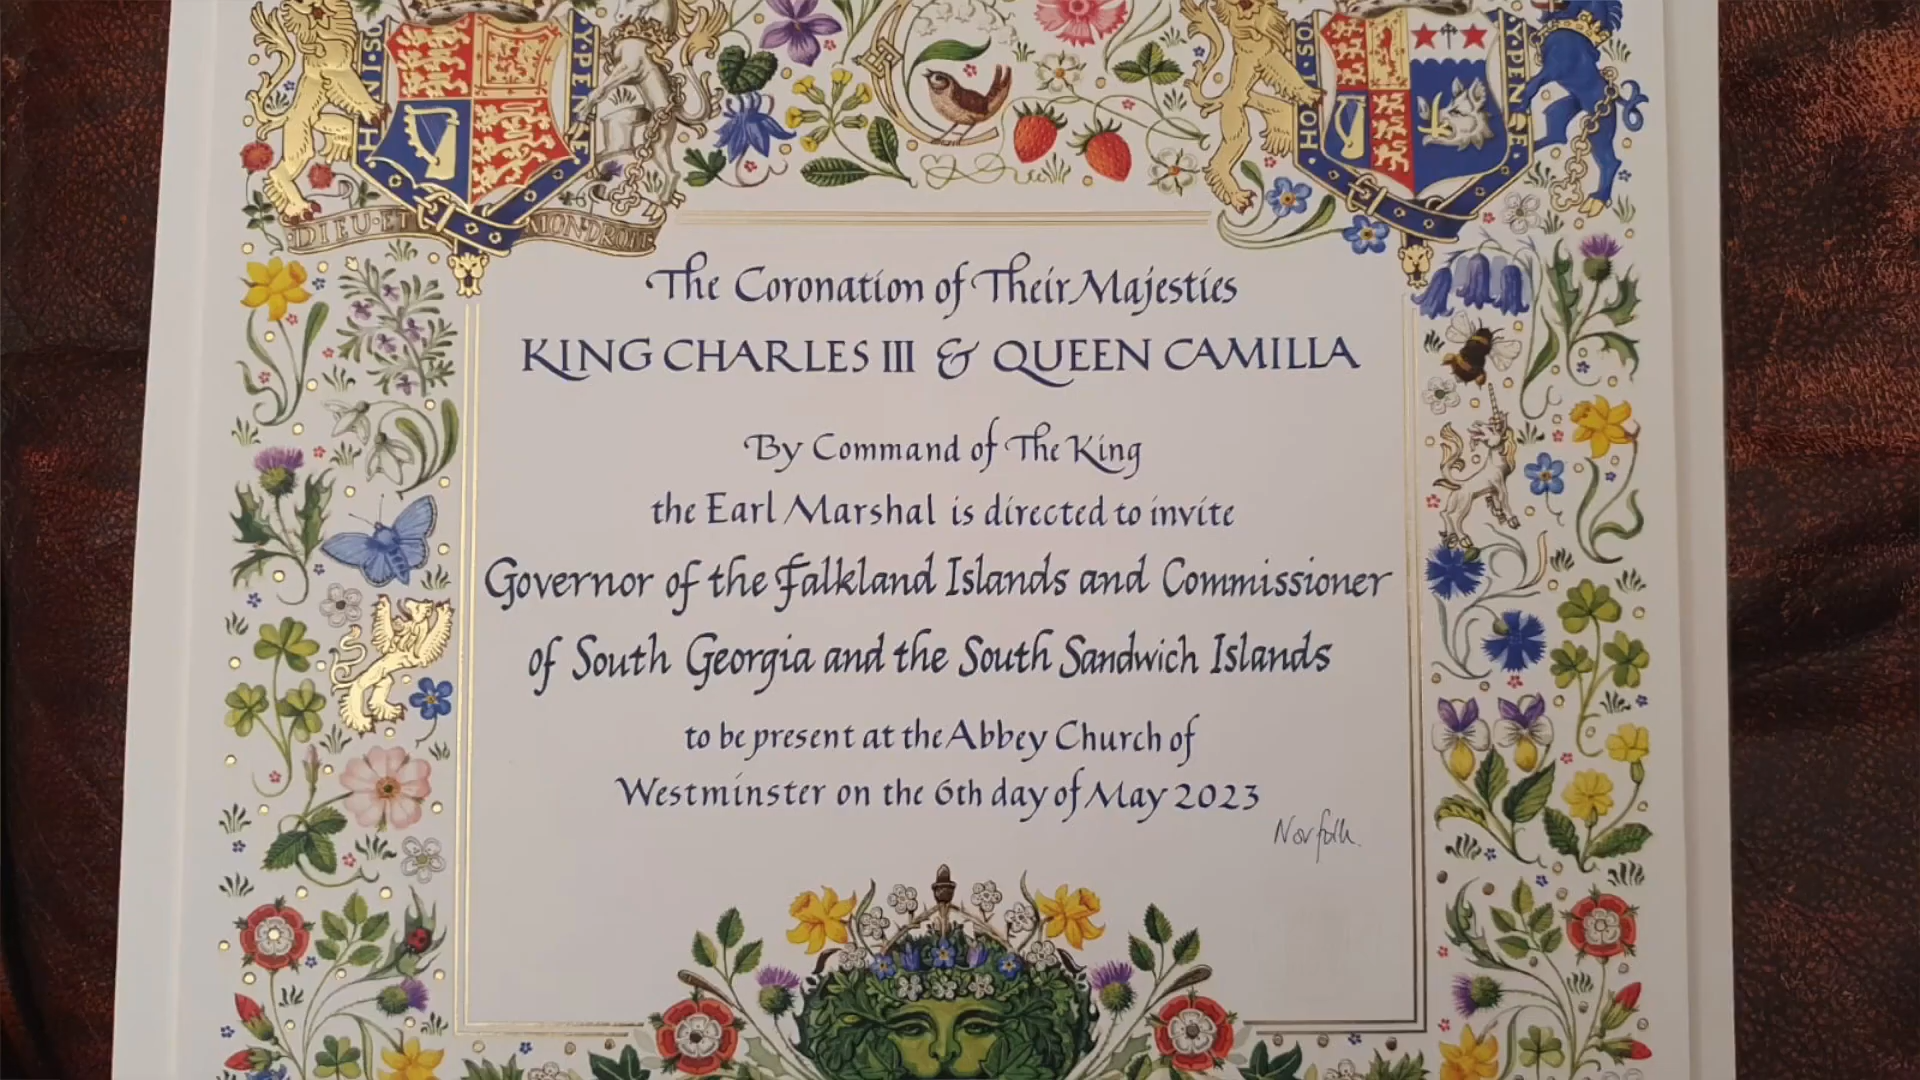 DIEU·ET MON·DROIT
The Coronation of Their Majesties
KING CHARLES III & QUEEN CAMILLA
By Command of The King
the Earl Marshal is directed to invite
Governor of the Falkland Islands and Commissioner
of South Georgia and the South Sandwich Islands
to be present at the Abbey Church of
Westminster on the 6th day of May 2023
Norfolk.